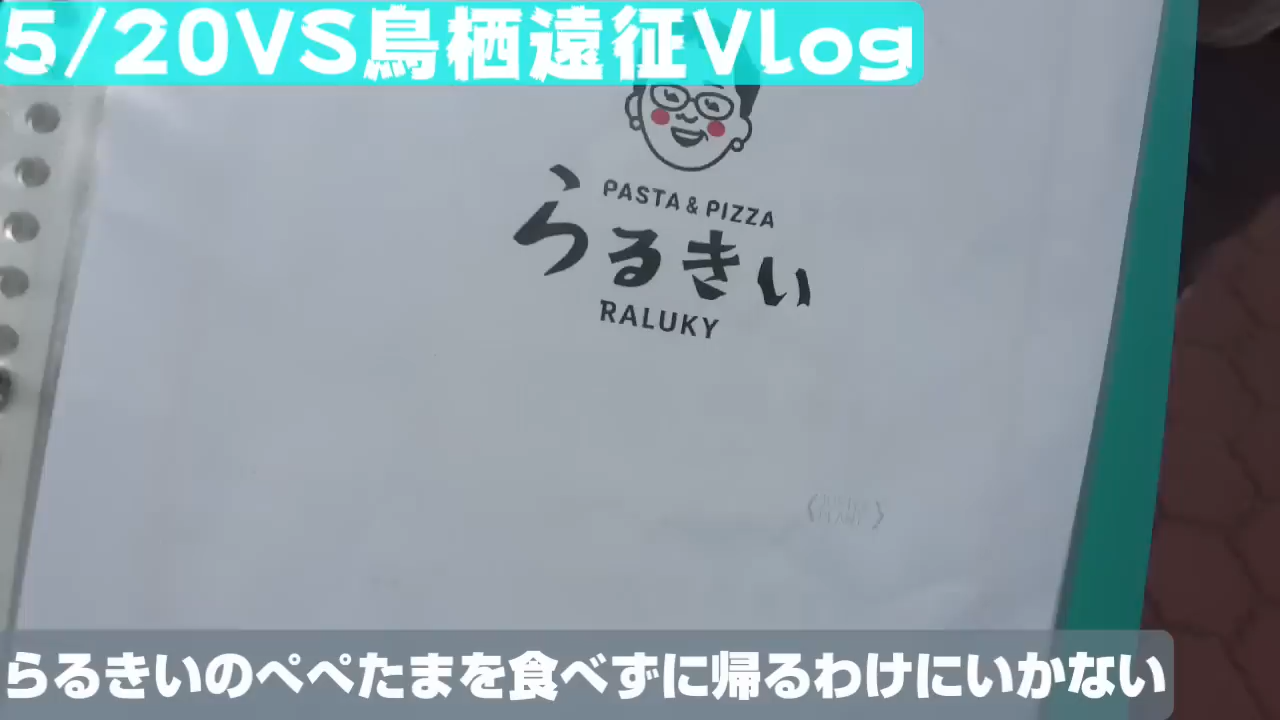 5/20VS鳥栖遠征Vlog
PASTA & PIZZA
らるきい
RALUKY
らるきいのペペたまを食べずに帰るわけにいかない